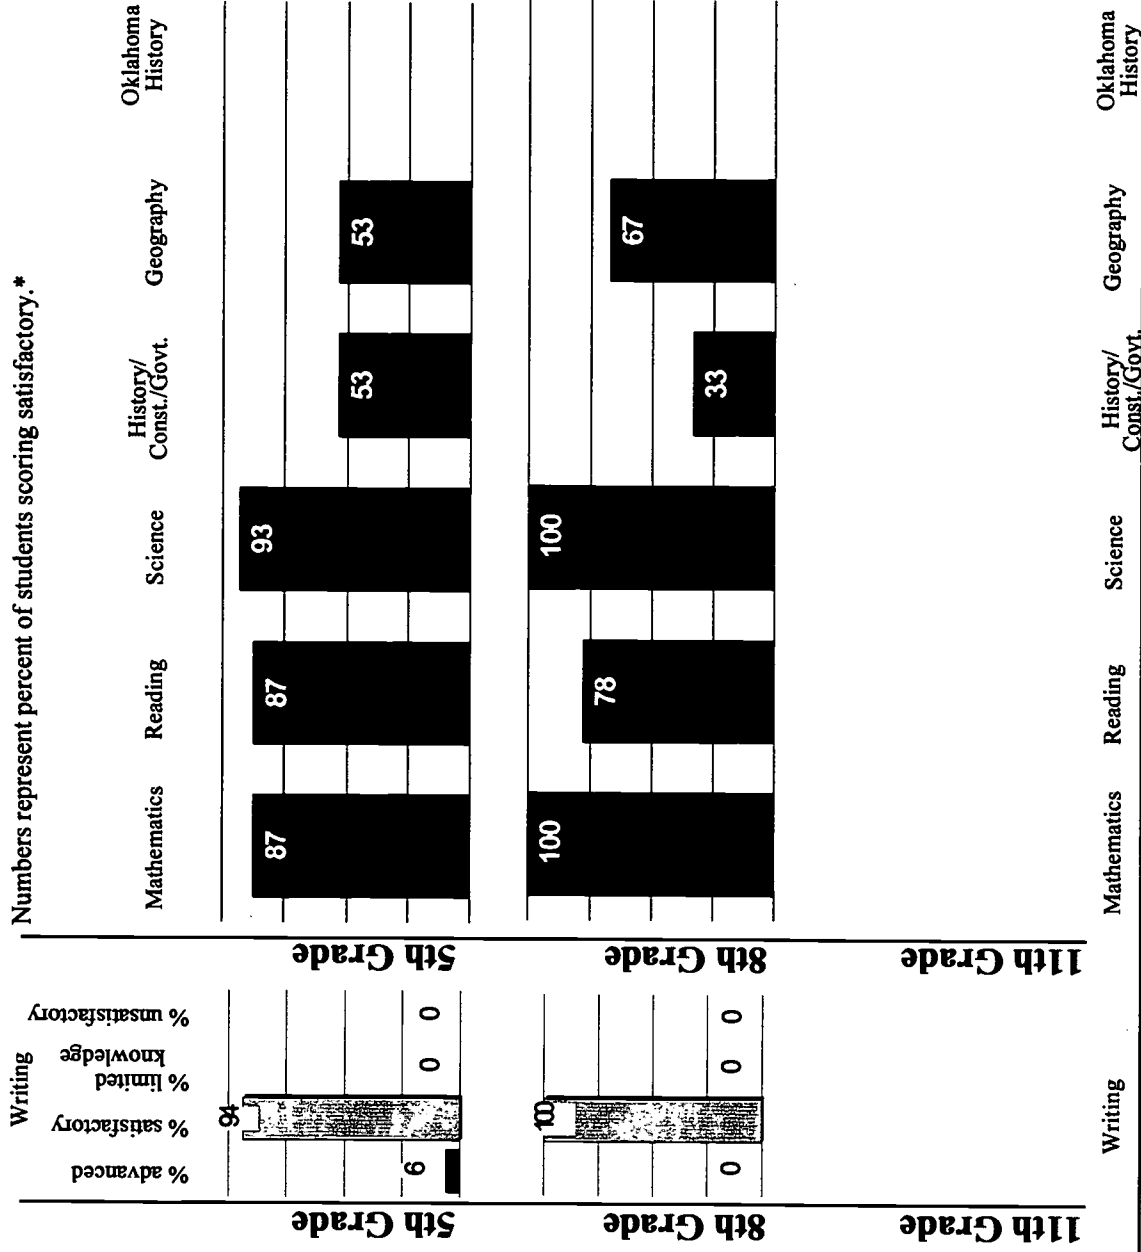 Numbers represent percent of students scoring satisfactory.*
Writing
% advanced
% satisfactory
% limited
knowledge
% unsatisfactory
Mathematics
Reading
Science
History/
Const./Govt.
Geography
Oklahoma
History
5th Grade
6
94
0
0
5th Grade
87
87
93
53
53
8th Grade
0
100
0
0
8th Grade
100
78
100
33
67
11th Grade
11th Grade
Writing
Mathematics
Reading
Science
History/
Const./Govt.
Geography
Oklahoma
History